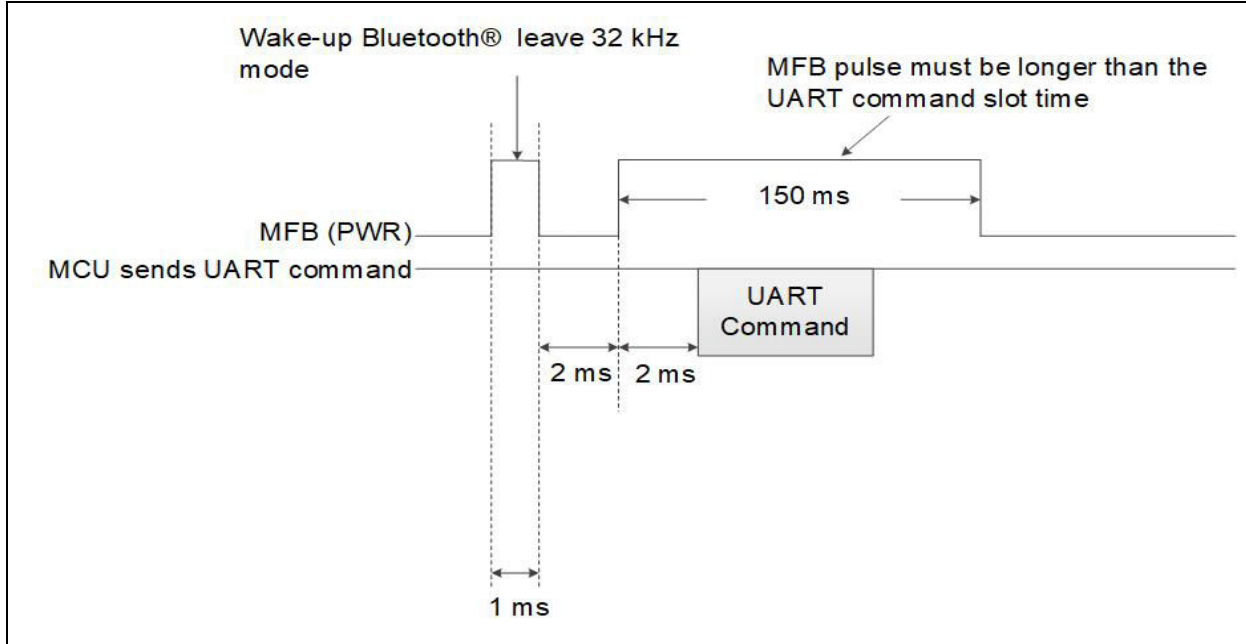 Wake-up Bluetooth® leave 32 kHz
mode
MFB pulse must be longer than the
UART command slot time
150 ms
MFB (PWR)
MCU sends UART command
UART
Command
2 ms
2 ms
1 ms